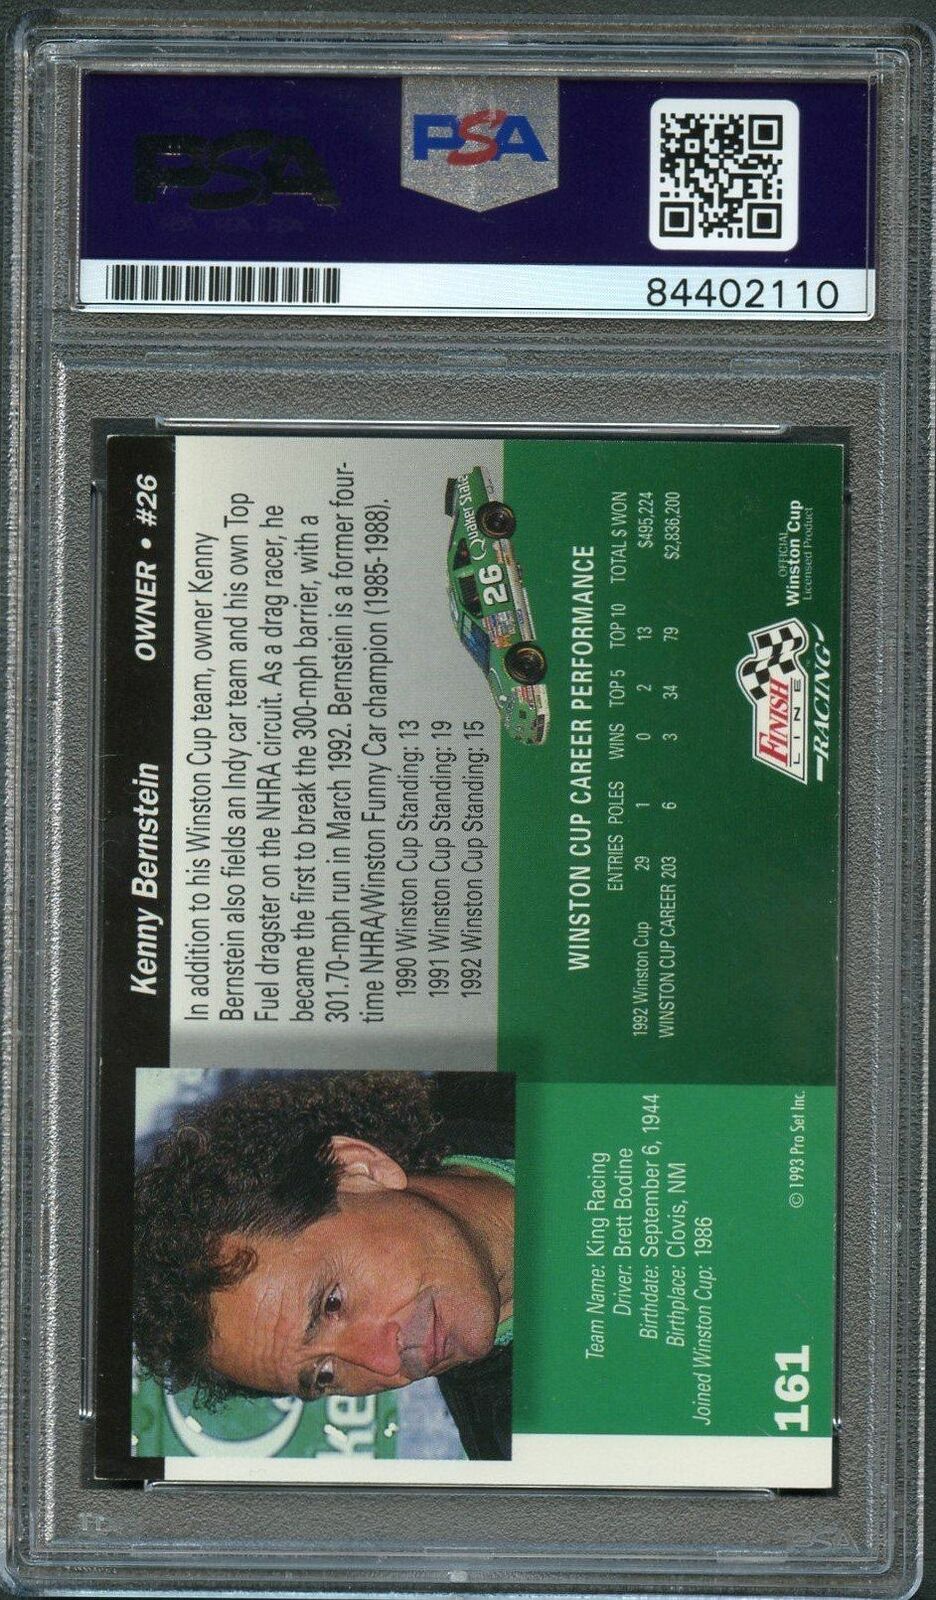 PSA
PSA
84402110
Kenny Bernstein
OWNER • #26
In addition to his Winston Cup team, owner Kenny
Bernstein also fields an Indy car team and his own Top
Fuel dragster on the NHRA circuit. As a drag racer, he
became the first to break the 300-mph barrier, with a
301.70-mph run in March 1992. Bernstein is a former four-
time NHRA/Winston Funny Car champion (1985-1988).
1990 Winston Cup Standing: 13
1991 Winston Cup Standing: 19
1992 Winston Cup Standing: 15
Quaker State
26
WINSTON CUP CAREER PERFORMANCE
ENTRIES POLES WINS TOP 5 TOP 10 TOTAL $ WON
1992 Winston Cup 29 1 0 2 13 $495,224
WINSTON CUP CAREER 203 6 3 34 79 $2,836,200
ke
Team Name: King Racing
Driver: Brett Bodine
Birthdate: September 6, 1944
Birthplace: Clovis, NM
Joined Winston Cup: 1986
161
© 1993 Pro Set Inc.
FINISH
LINE
RACING
OFFICIAL
Winston Cup
Licensed Product
PSA